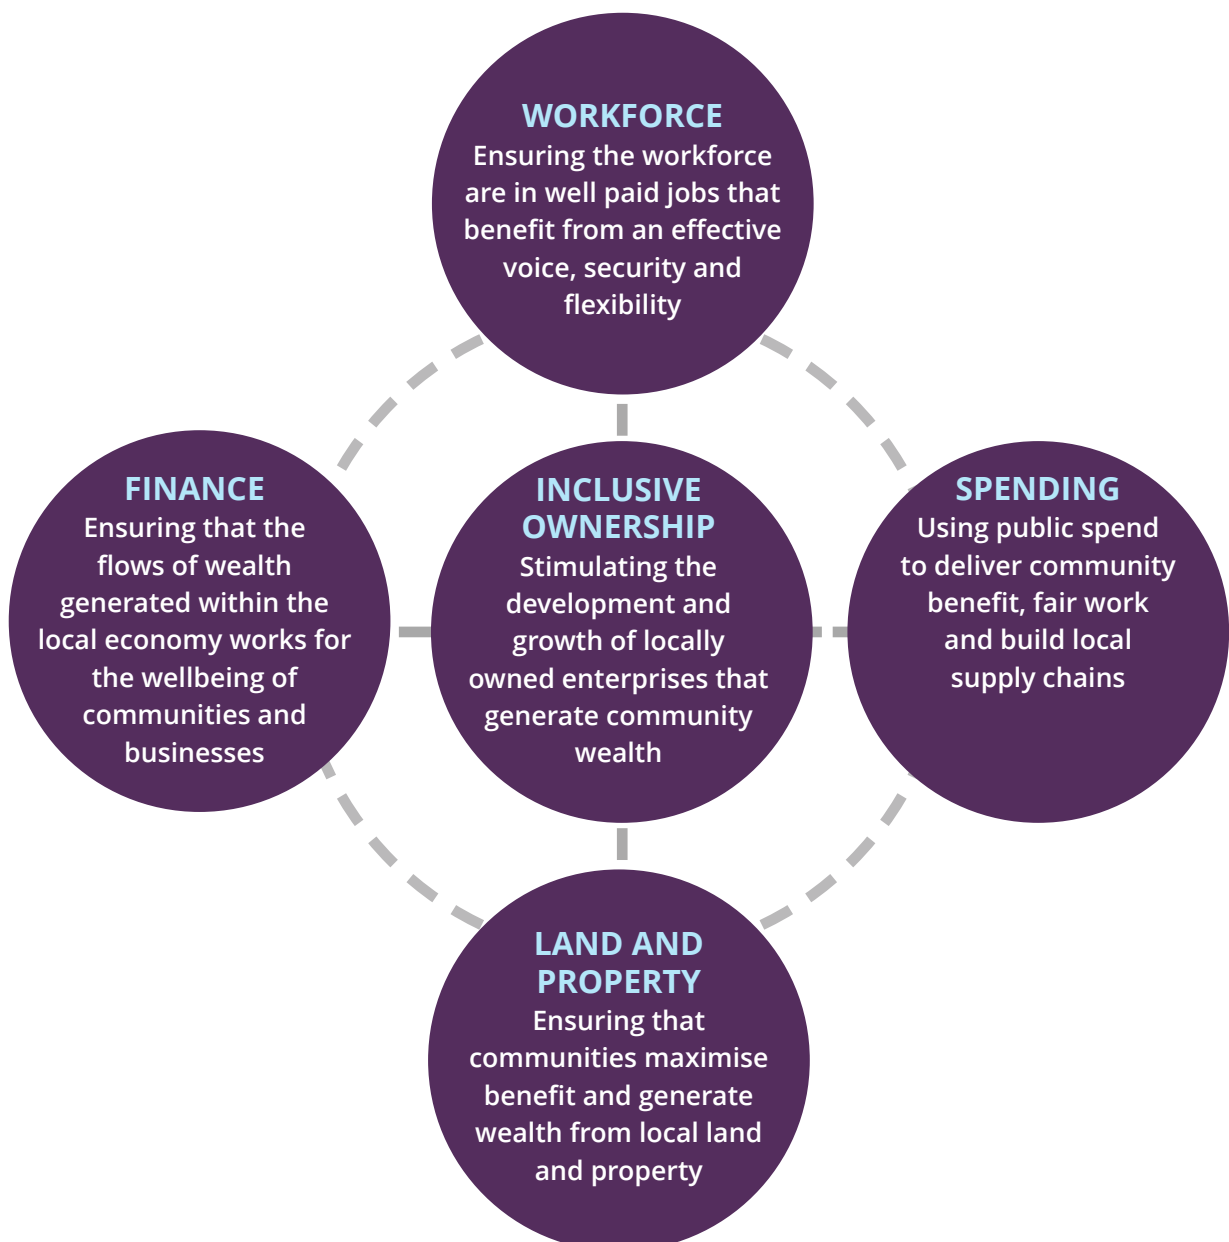 WORKFORCE
Ensuring the workforce
are in well paid jobs that
benefit from an effective
voice, security and
flexibility
FINANCE
Ensuring that the
flows of wealth
generated within the
local economy works for
the wellbeing of
communities and
businesses
INCLUSIVE
OWNERSHIP
Stimulating the
development and
growth of locally
owned enterprises that
generate community
wealth
SPENDING
Using public spend
to deliver community
benefit, fair work
and build local
supply chains
LAND AND
PROPERTY
Ensuring that
communities maximise
benefit and generate
wealth from local land
and property